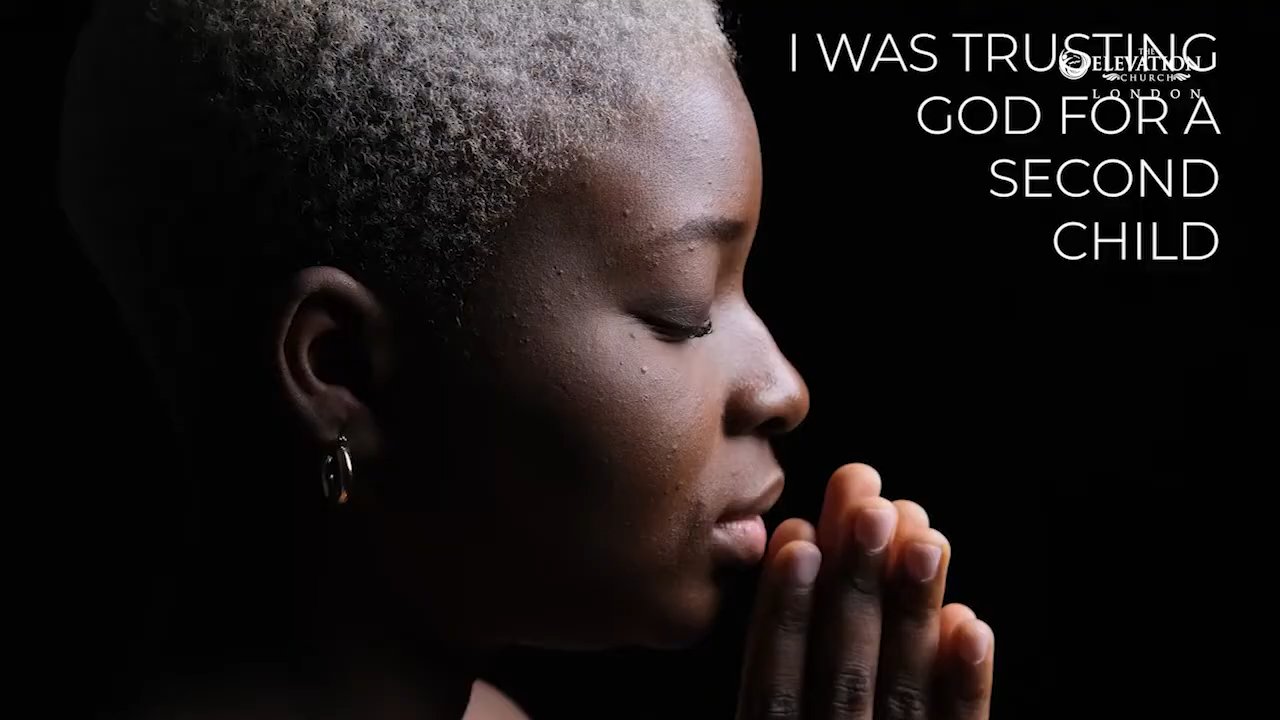 I WAS TRUSTING
GOD FOR A
SECOND
CHILD
THE
ELEVATION
CHURCH
LONDON